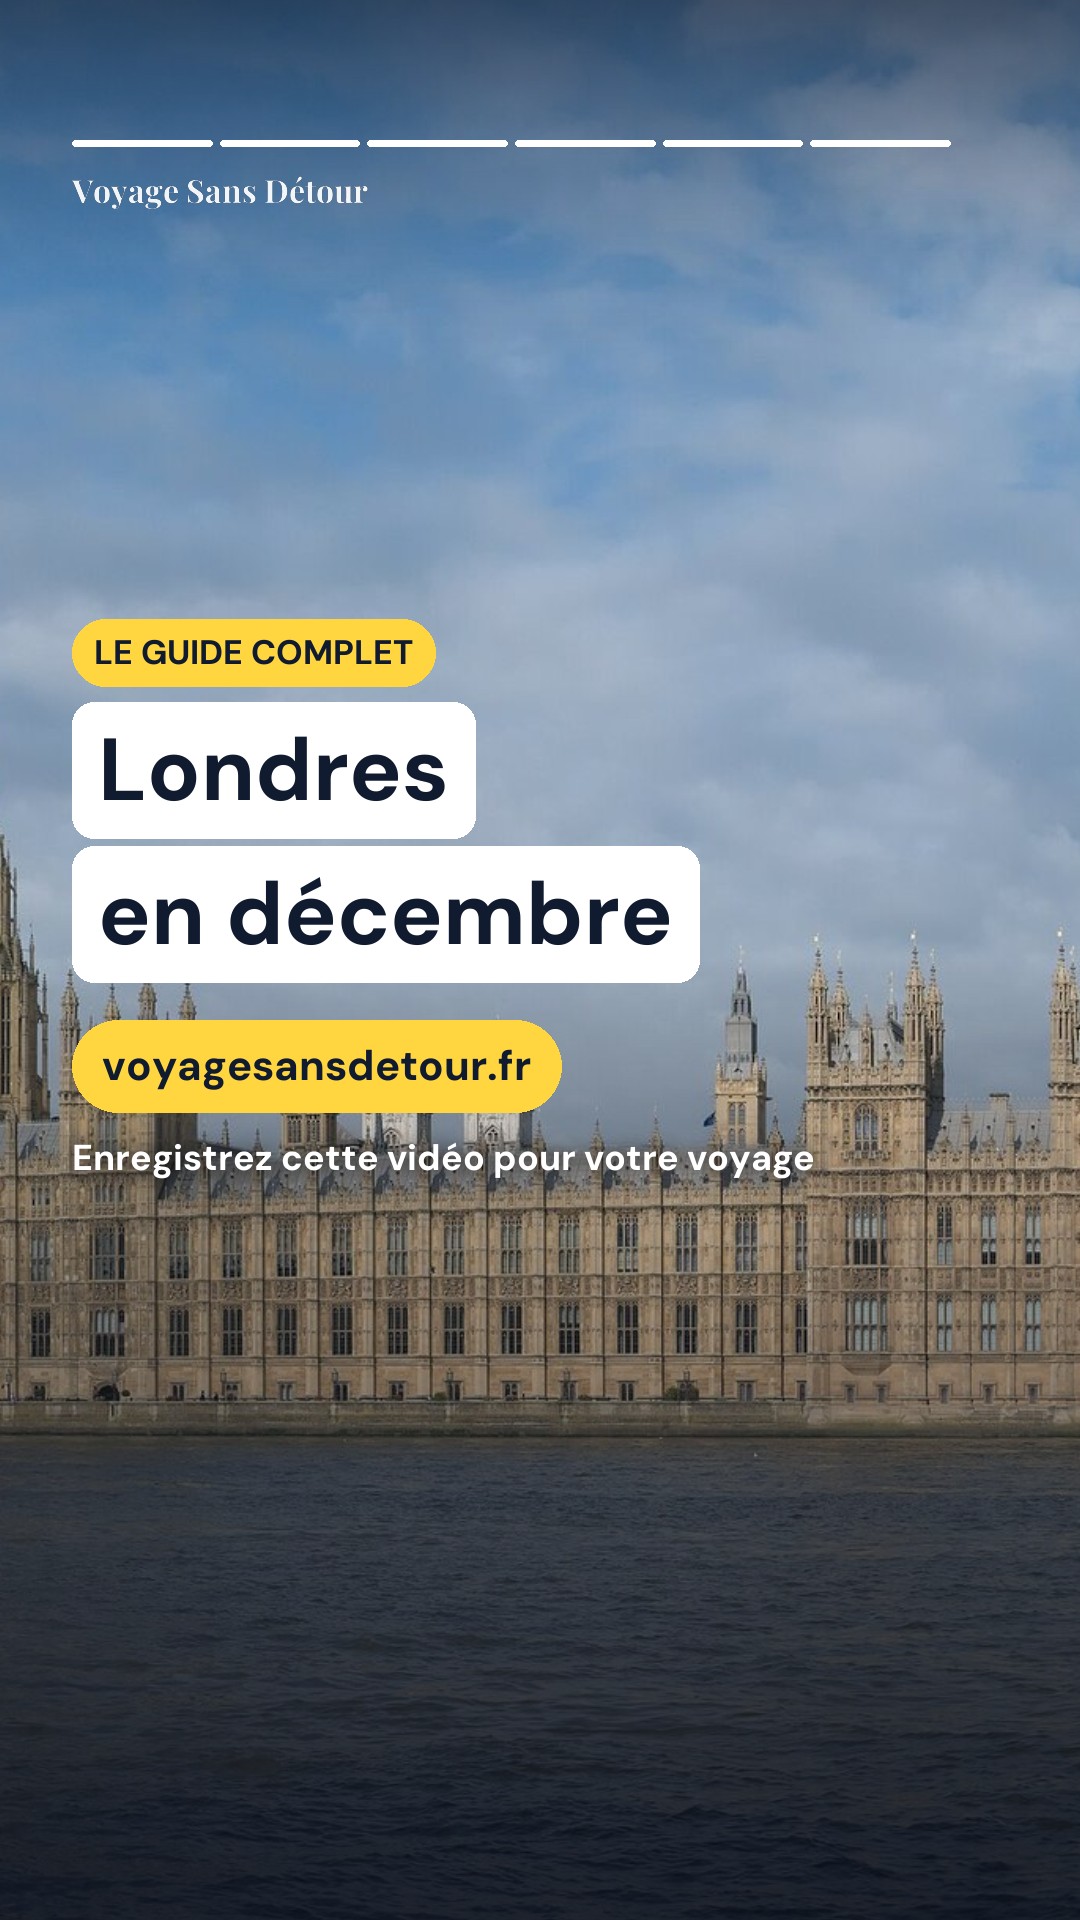 Voyage Sans Détour
LE GUIDE COMPLET
Londres
en décembre
voyagesansdetour.fr
Enregistrez cette vidéo pour votre voyage